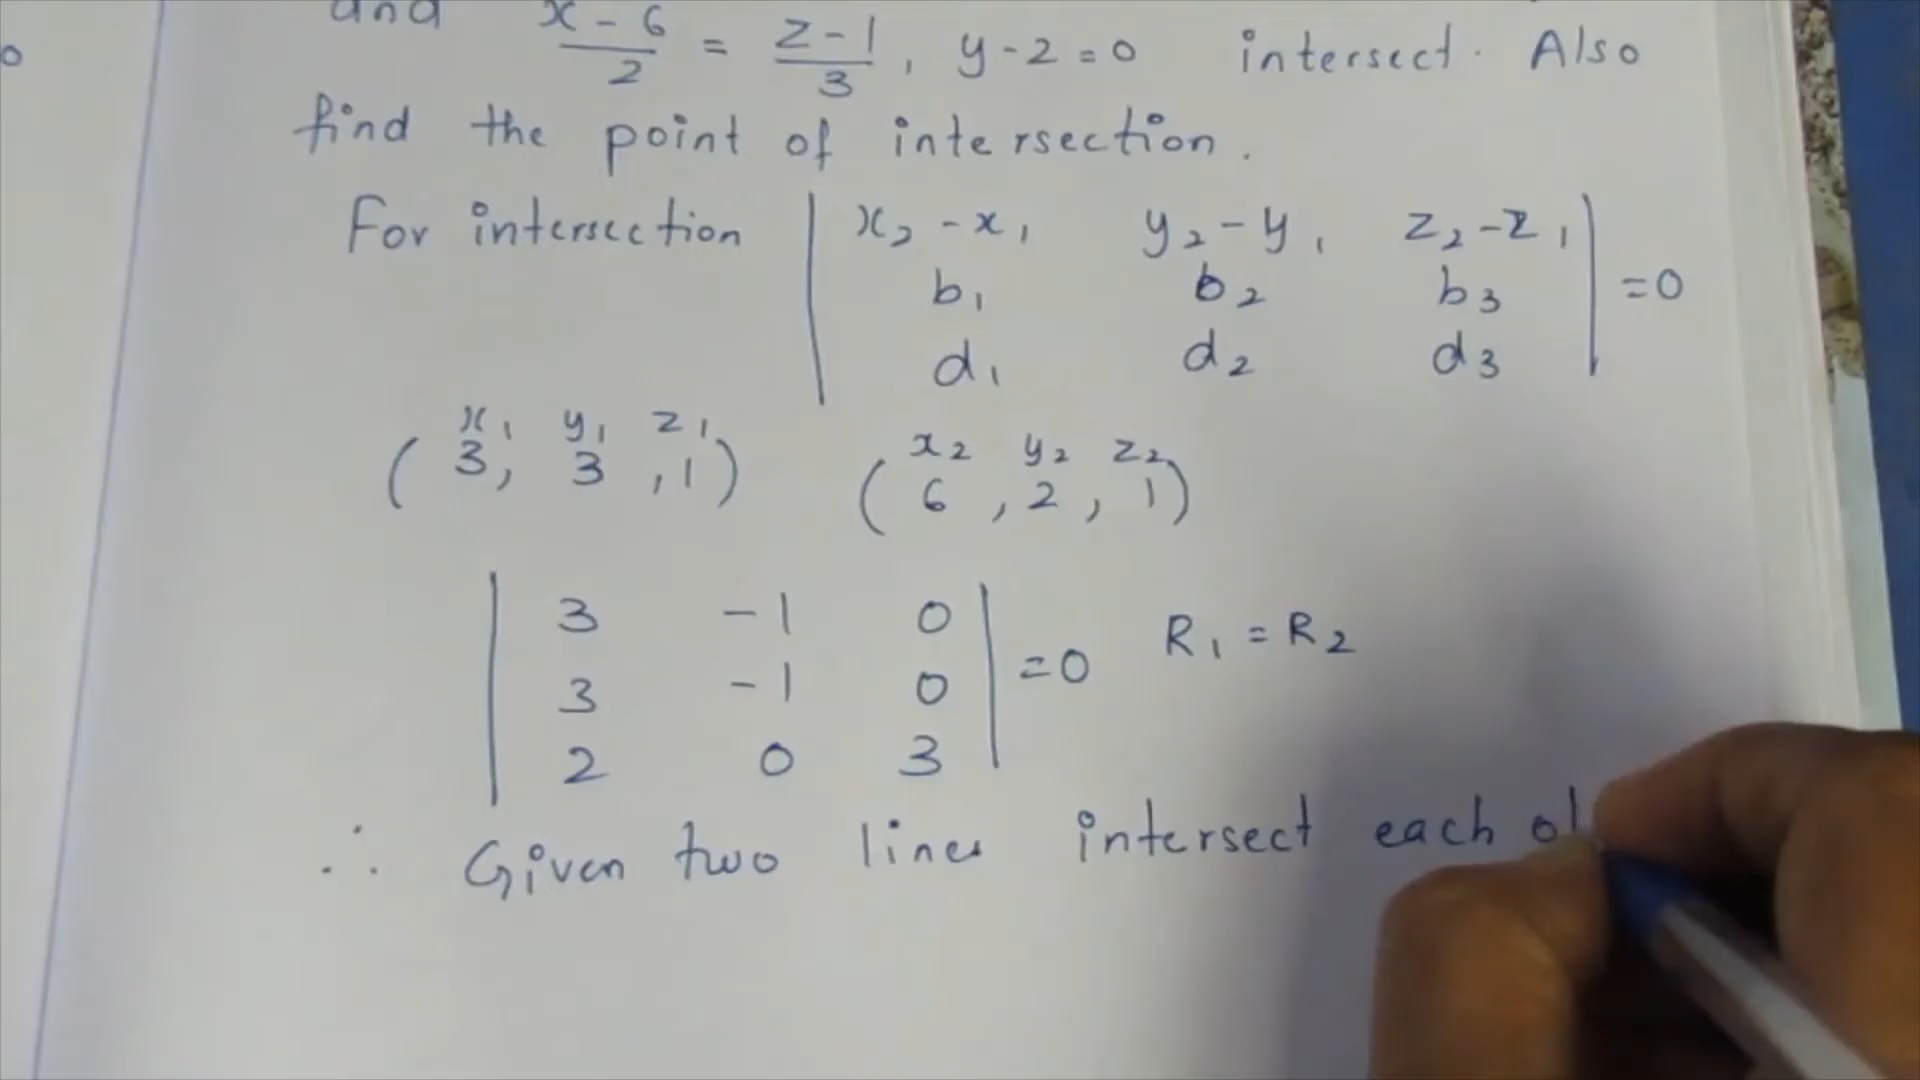 and x-6/2 = z-1/3, y-2=0 intersect. Also
find the point of intersection.
For intersection | x₂-x₁ y₂-y₁ z₂-z₁ |
| b₁ b₂ b₃ | =0
| d₁ d₂ d₃ |
x₁ y₁ z₁ x₂ y₂ z₂
(3, 3, 1) (6, 2, 1)
| 3 -1 0 |
| 3 -1 0 | =0 R₁ = R₂
| 2 0 3 |
∴ Given two lines intersect each